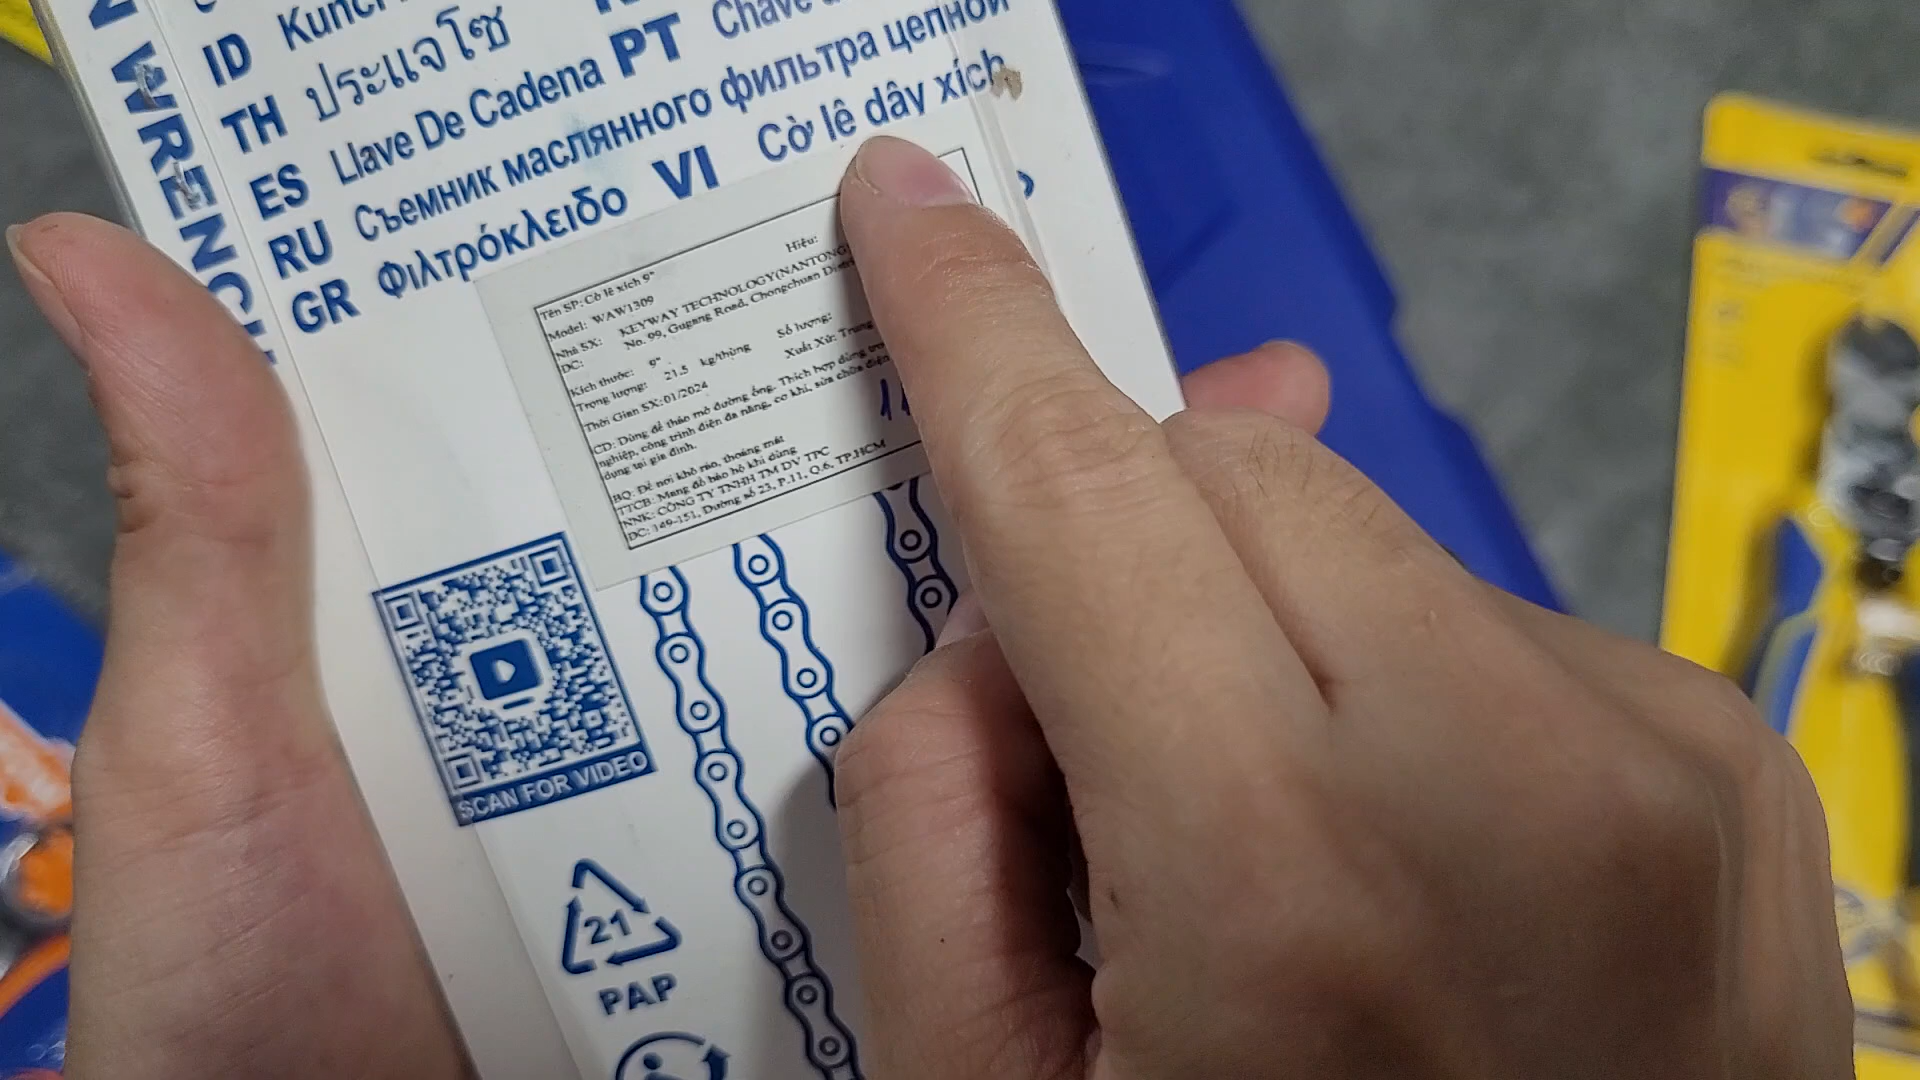 WRENCH
ID
TH ประแจโซ่
ES Llave De Cadena PT Chave
RU Съемник маслянного фильтра цепной
GR Φιλτρόκλειδο VI Cờ lê dây xích
Tên SP: Cờ lê xích 9" Hiệu:
Model: WAW1309
Nhà SX: KEYWAY TECHNOLOGY(NANTONG)
DC: No. 99, Gugang Road, Chongchuan
Kích thước: 9" Số lượng:
Trọng lượng: 21.5 kg/thùng Xuất Xứ: Trung
Thời Gian SX: 01/2024
CD: Dùng để tháo mở đường ống. Thích hợp dùng
nghiệp, công trình điện đa năng, cơ khí, sửa chữa điện
dụng tại gia đình.
BQ: Để nơi khô ráo, thoáng mát
TTCB: Mang đồ bảo hộ khi dùng
NNK: CÔNG TY TNHH TM DV TPC
DC: 149-151, Đường số 23, P.11, Q.6, TP.HCM
SCAN FOR VIDEO
21
PAP